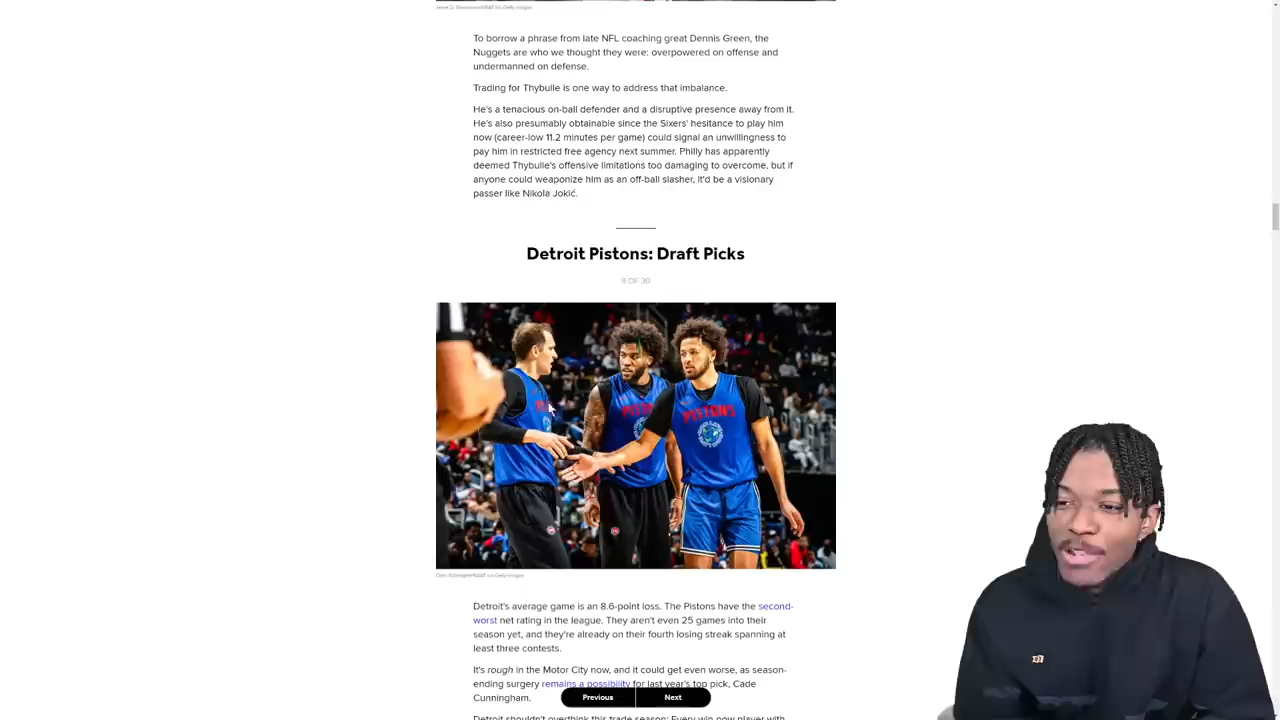 To borrow a phrase from late NFL coaching great Dennis Green, the
Nuggets are who we thought they were: overpowered on offense and
undermanned on defense.
Trading for Thybulle is one way to address that imbalance.
He's a tenacious on-ball defender and a disruptive presence away from it.
He's also presumably obtainable since the Sixers' hesitance to play him
now (career-low 11.2 minutes per game) could signal an unwillingness to
pay him in restricted free agency next summer. Philly has apparently
deemed Thybulle's offensive limitations too damaging to overcome, but if
anyone could weaponize him as an off-ball slasher, it'd be a visionary
passer like Nikola Jokić.
Detroit Pistons: Draft Picks
9 OF 30
PISTONS
Detroit's average game is an 8.6-point loss. The Pistons have the second-
worst net rating in the league. They aren't even 25 games into their
season yet, and they're already on their fourth losing streak spanning at
least three contests.
It's rough in the Motor City now, and it could get even worse, as season-
ending surgery remains a possibility for last year's top pick, Cade
Cunningham.
Previous
Next